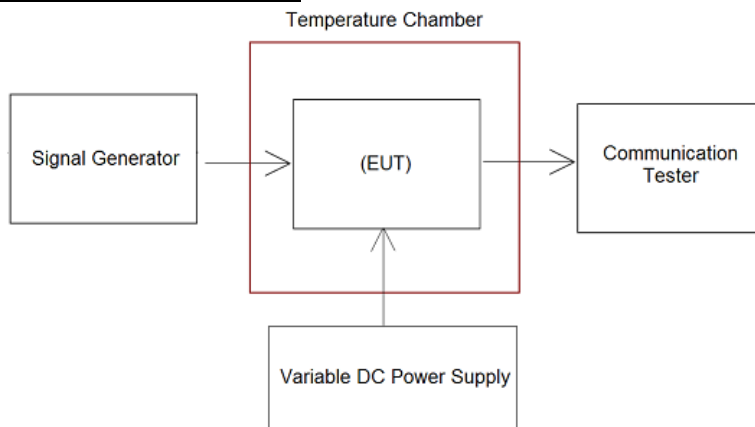 Temperature Chamber
Signal Generator
(EUT)
Communication
Tester
Variable DC Power Supply